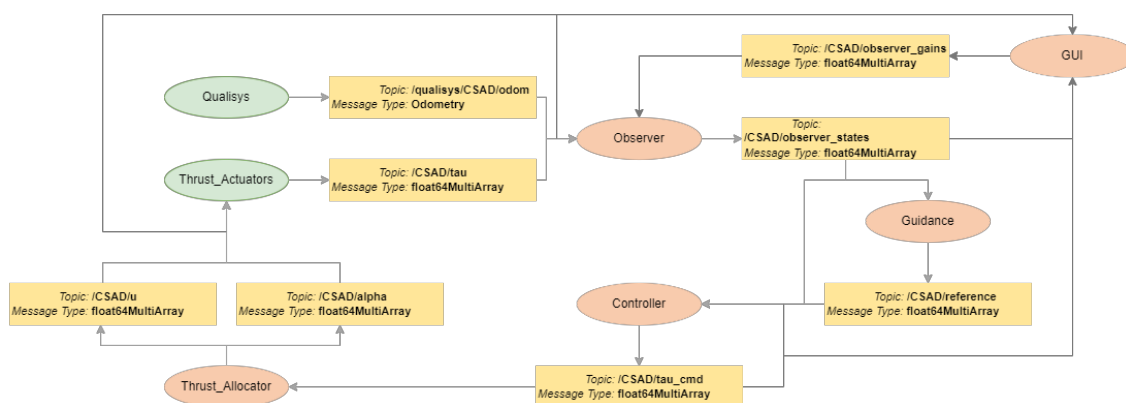 Topic: /CSAD/observer_gains
Message Type: float64MultiArray
GUI
Qualisys
Topic: /qualisys/CSAD/odom
Message Type: Odometry
Observer
Topic:
/CSAD/observer_states
Message Type: float64MultiArray
Thrust_Actuators
Topic: /CSAD/tau
Message Type: float64MultiArray
Guidance
Topic: /CSAD/u
Message Type: float64MultiArray
Topic: /CSAD/alpha
Message Type: float64MultiArray
Controller
Topic: /CSAD/reference
Message Type: float64MultiArray
Thrust_Allocator
Topic: /CSAD/tau_cmd
Message Type: float64MultiArray